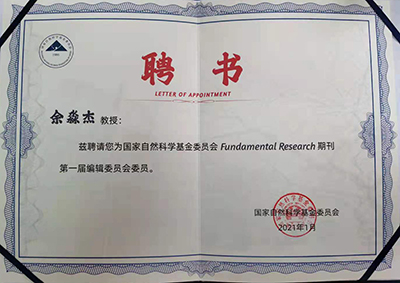 聘书
LETTER OF APPOINTMENT
余淼杰 教授：
兹聘请您为国家自然科学基金委员会 Fundamental Research 期刊
第一届编辑委员会委员。
国家自然科学基金委员会
2021年1月